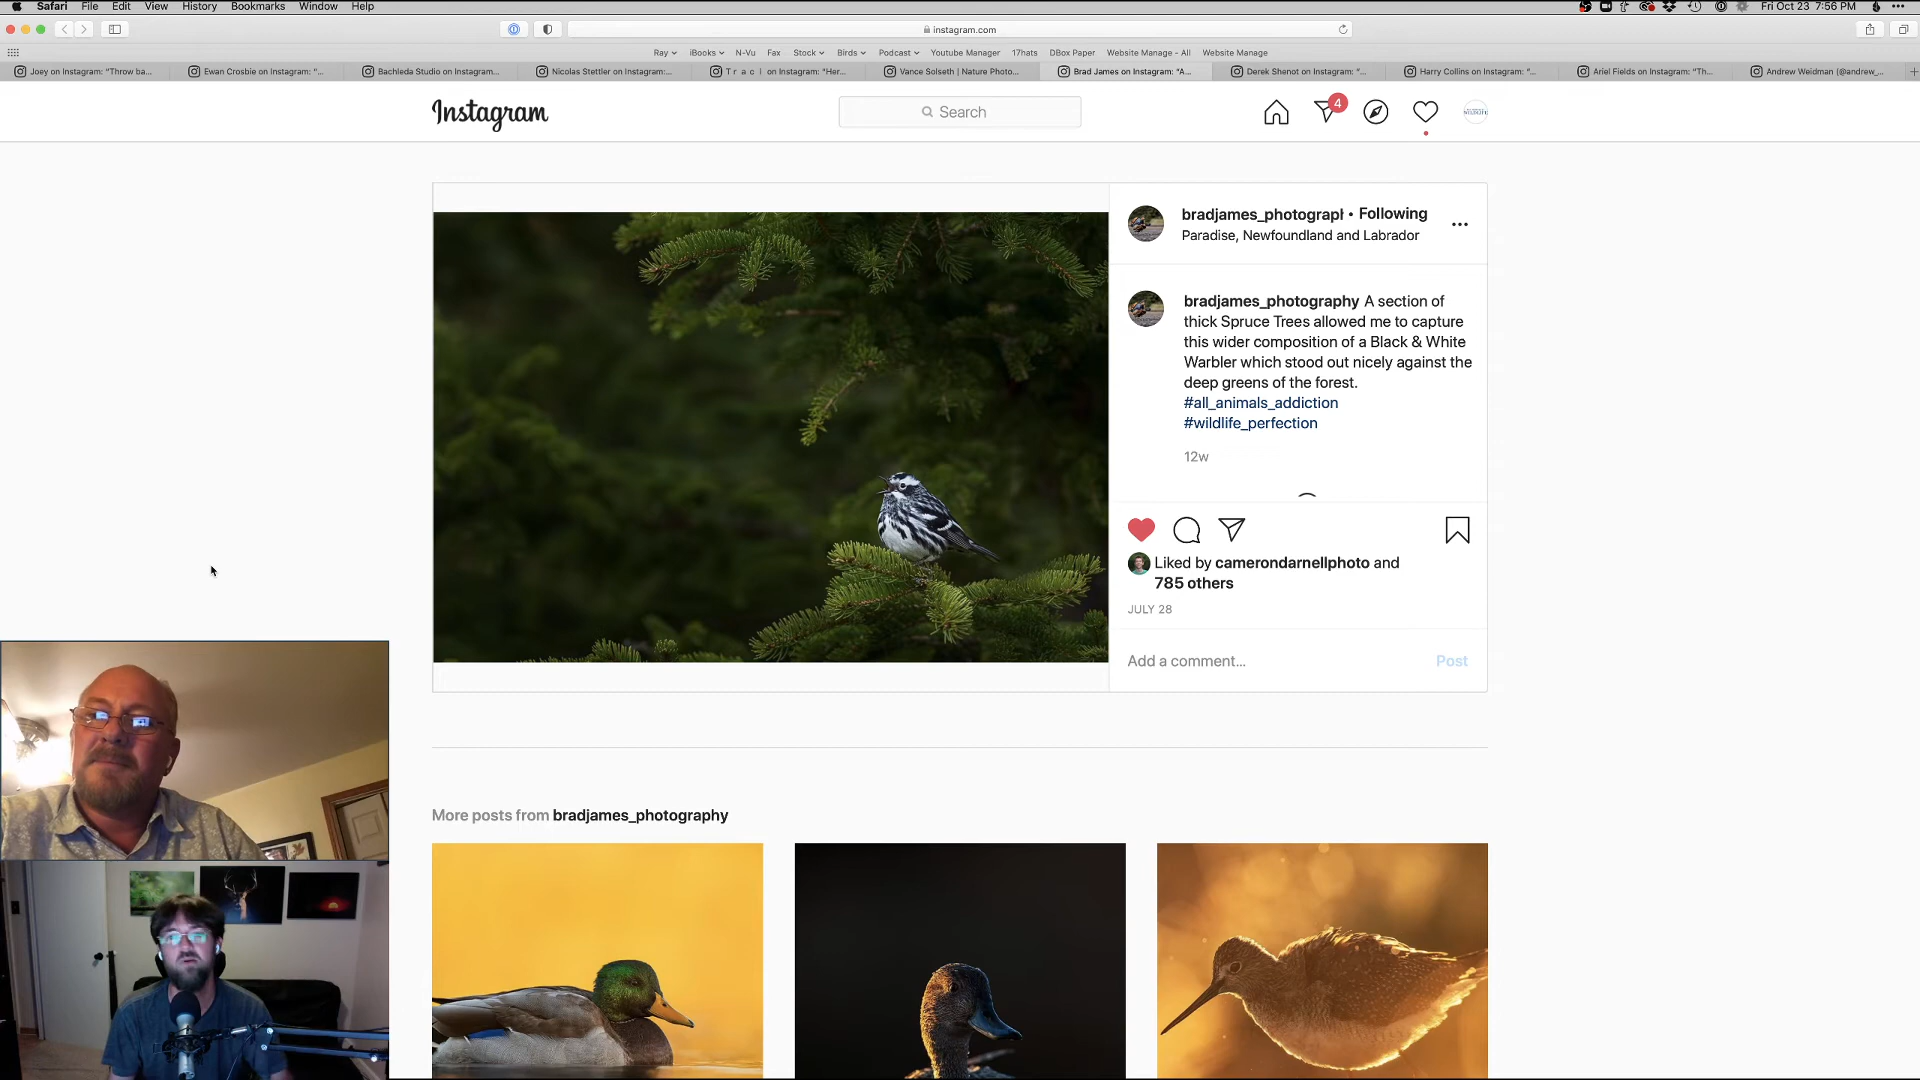 Safari File Edit View History Bookmarks Window Help Fri Oct 23 7:56 PM
instagram.com
Ray iBooks N-Vu Fax Stock Birds Podcast Youtube Manager 17hats DBox Paper Website Manage - All Website Manage
Joey on Instagram: “Throw ba... Ewan Crosbie on Instagram: “... Bachleda Studio on Instagram... Nicolas Stettler on Instagram:... T r a c i on Instagram: “Her... Vance Solseth | Nature Photo... Brad James on Instagram: “A... Derek Shenot on Instagram: “... Harry Collins on Instagram: “... Ariel Fields on Instagram: “Th... Andrew Weidman (@andrew_...
Instagram Search 4
bradjames_photograph • Following
Paradise, Newfoundland and Labrador
bradjames_photography A section of
thick Spruce Trees allowed me to capture
this wider composition of a Black & White
Warbler which stood out nicely against the
deep greens of the forest.
#all_animals_addiction
#wildlife_perfection
12w
Liked by camerondarnellphoto and
785 others
JULY 28
Add a comment... Post
More posts from bradjames_photography